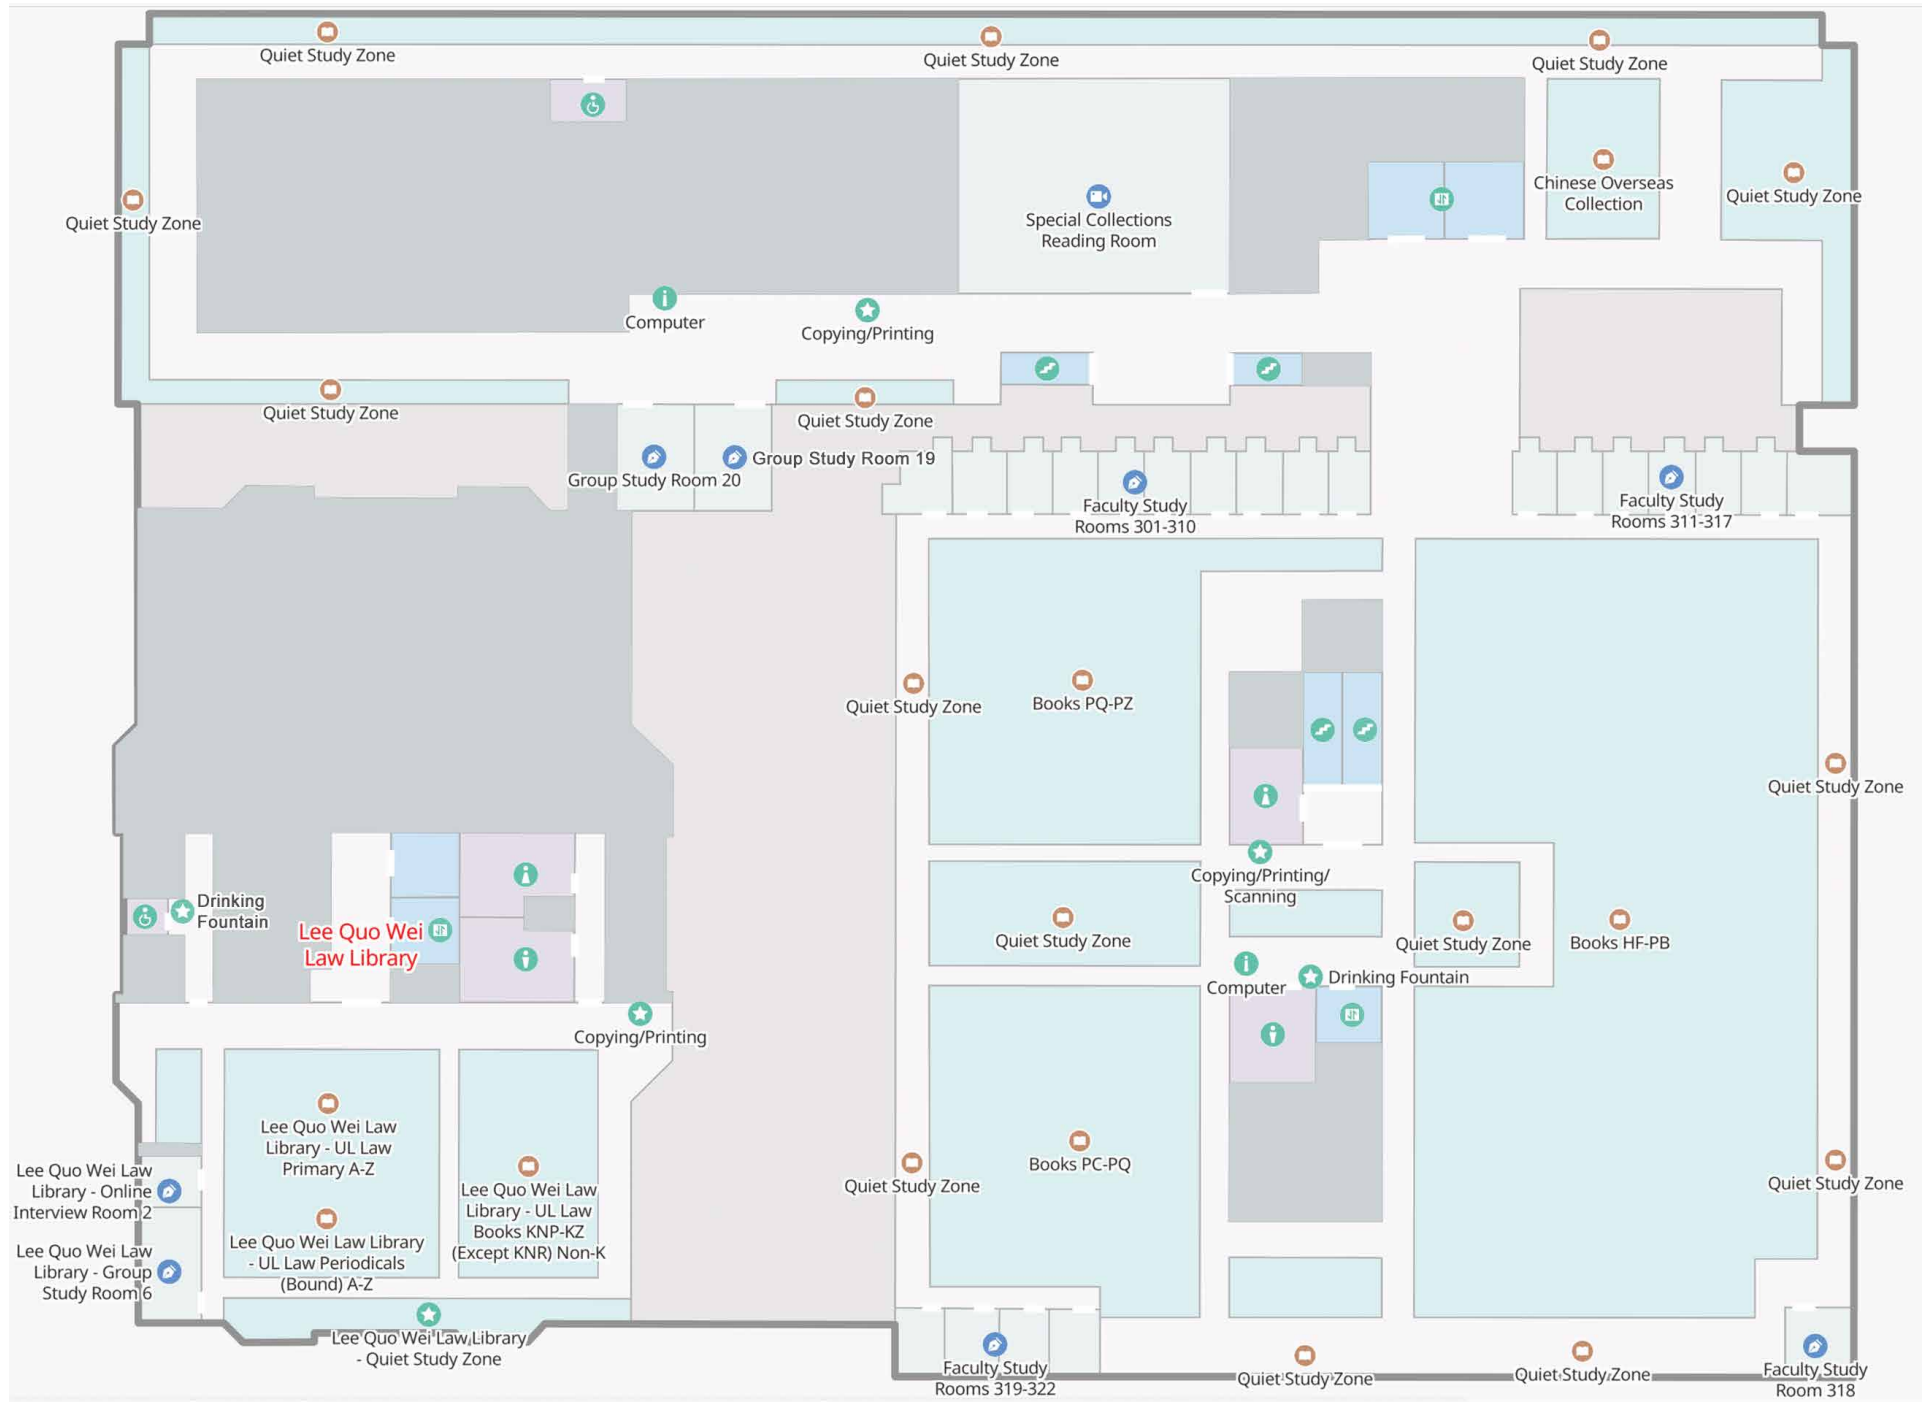 Quiet Study Zone
Quiet Study Zone
Quiet Study Zone
Quiet Study Zone
Special Collections
Reading Room
Chinese Overseas
Collection
Quiet Study Zone
Computer
Copying/Printing
Quiet Study Zone
Quiet Study Zone
Group Study Room 20
Group Study Room 19
Faculty Study
Rooms 301-310
Faculty Study
Rooms 311-317
Quiet Study Zone
Books PQ-PZ
Quiet Study Zone
Copying/Printing/
Scanning
Drinking
Fountain
Lee Quo Wei
Law Library
Quiet Study Zone
Quiet Study Zone
Books HF-PB
Computer
Drinking Fountain
Copying/Printing
Lee Quo Wei Law
Library - UL Law
Primary A-Z
Lee Quo Wei Law
Library - Online
Interview Room 2
Lee Quo Wei Law
Library - UL Law
Books KNP-KZ
(Except KNR) Non-K
Lee Quo Wei Law Library
- UL Law Periodicals
(Bound) A-Z
Lee Quo Wei Law
Library - Group
Study Room 6
Quiet Study Zone
Books PC-PQ
Quiet Study Zone
Lee Quo Wei Law Library
- Quiet Study Zone
Faculty Study
Rooms 319-322
Quiet Study Zone
Quiet Study Zone
Faculty Study
Room 318